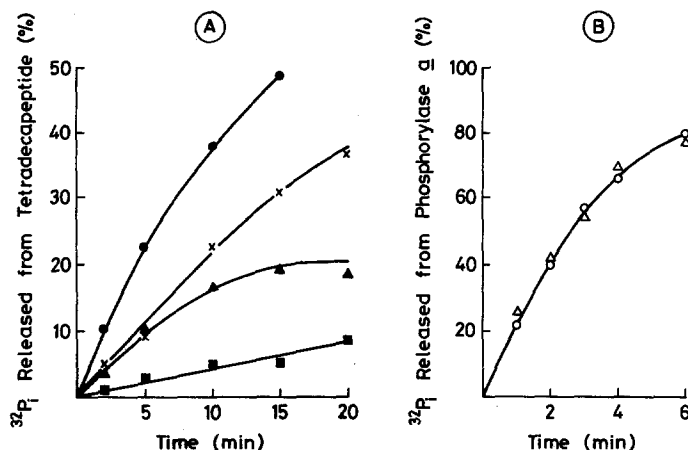 A
³²Pᵢ Released from Tetradecapeptide (%)
50
40
30
20
10
5
10
15
20
Time (min)
B
³²Pᵢ Released from Phosphorylase a (%)
100
80
60
40
20
2
4
6
Time (min)